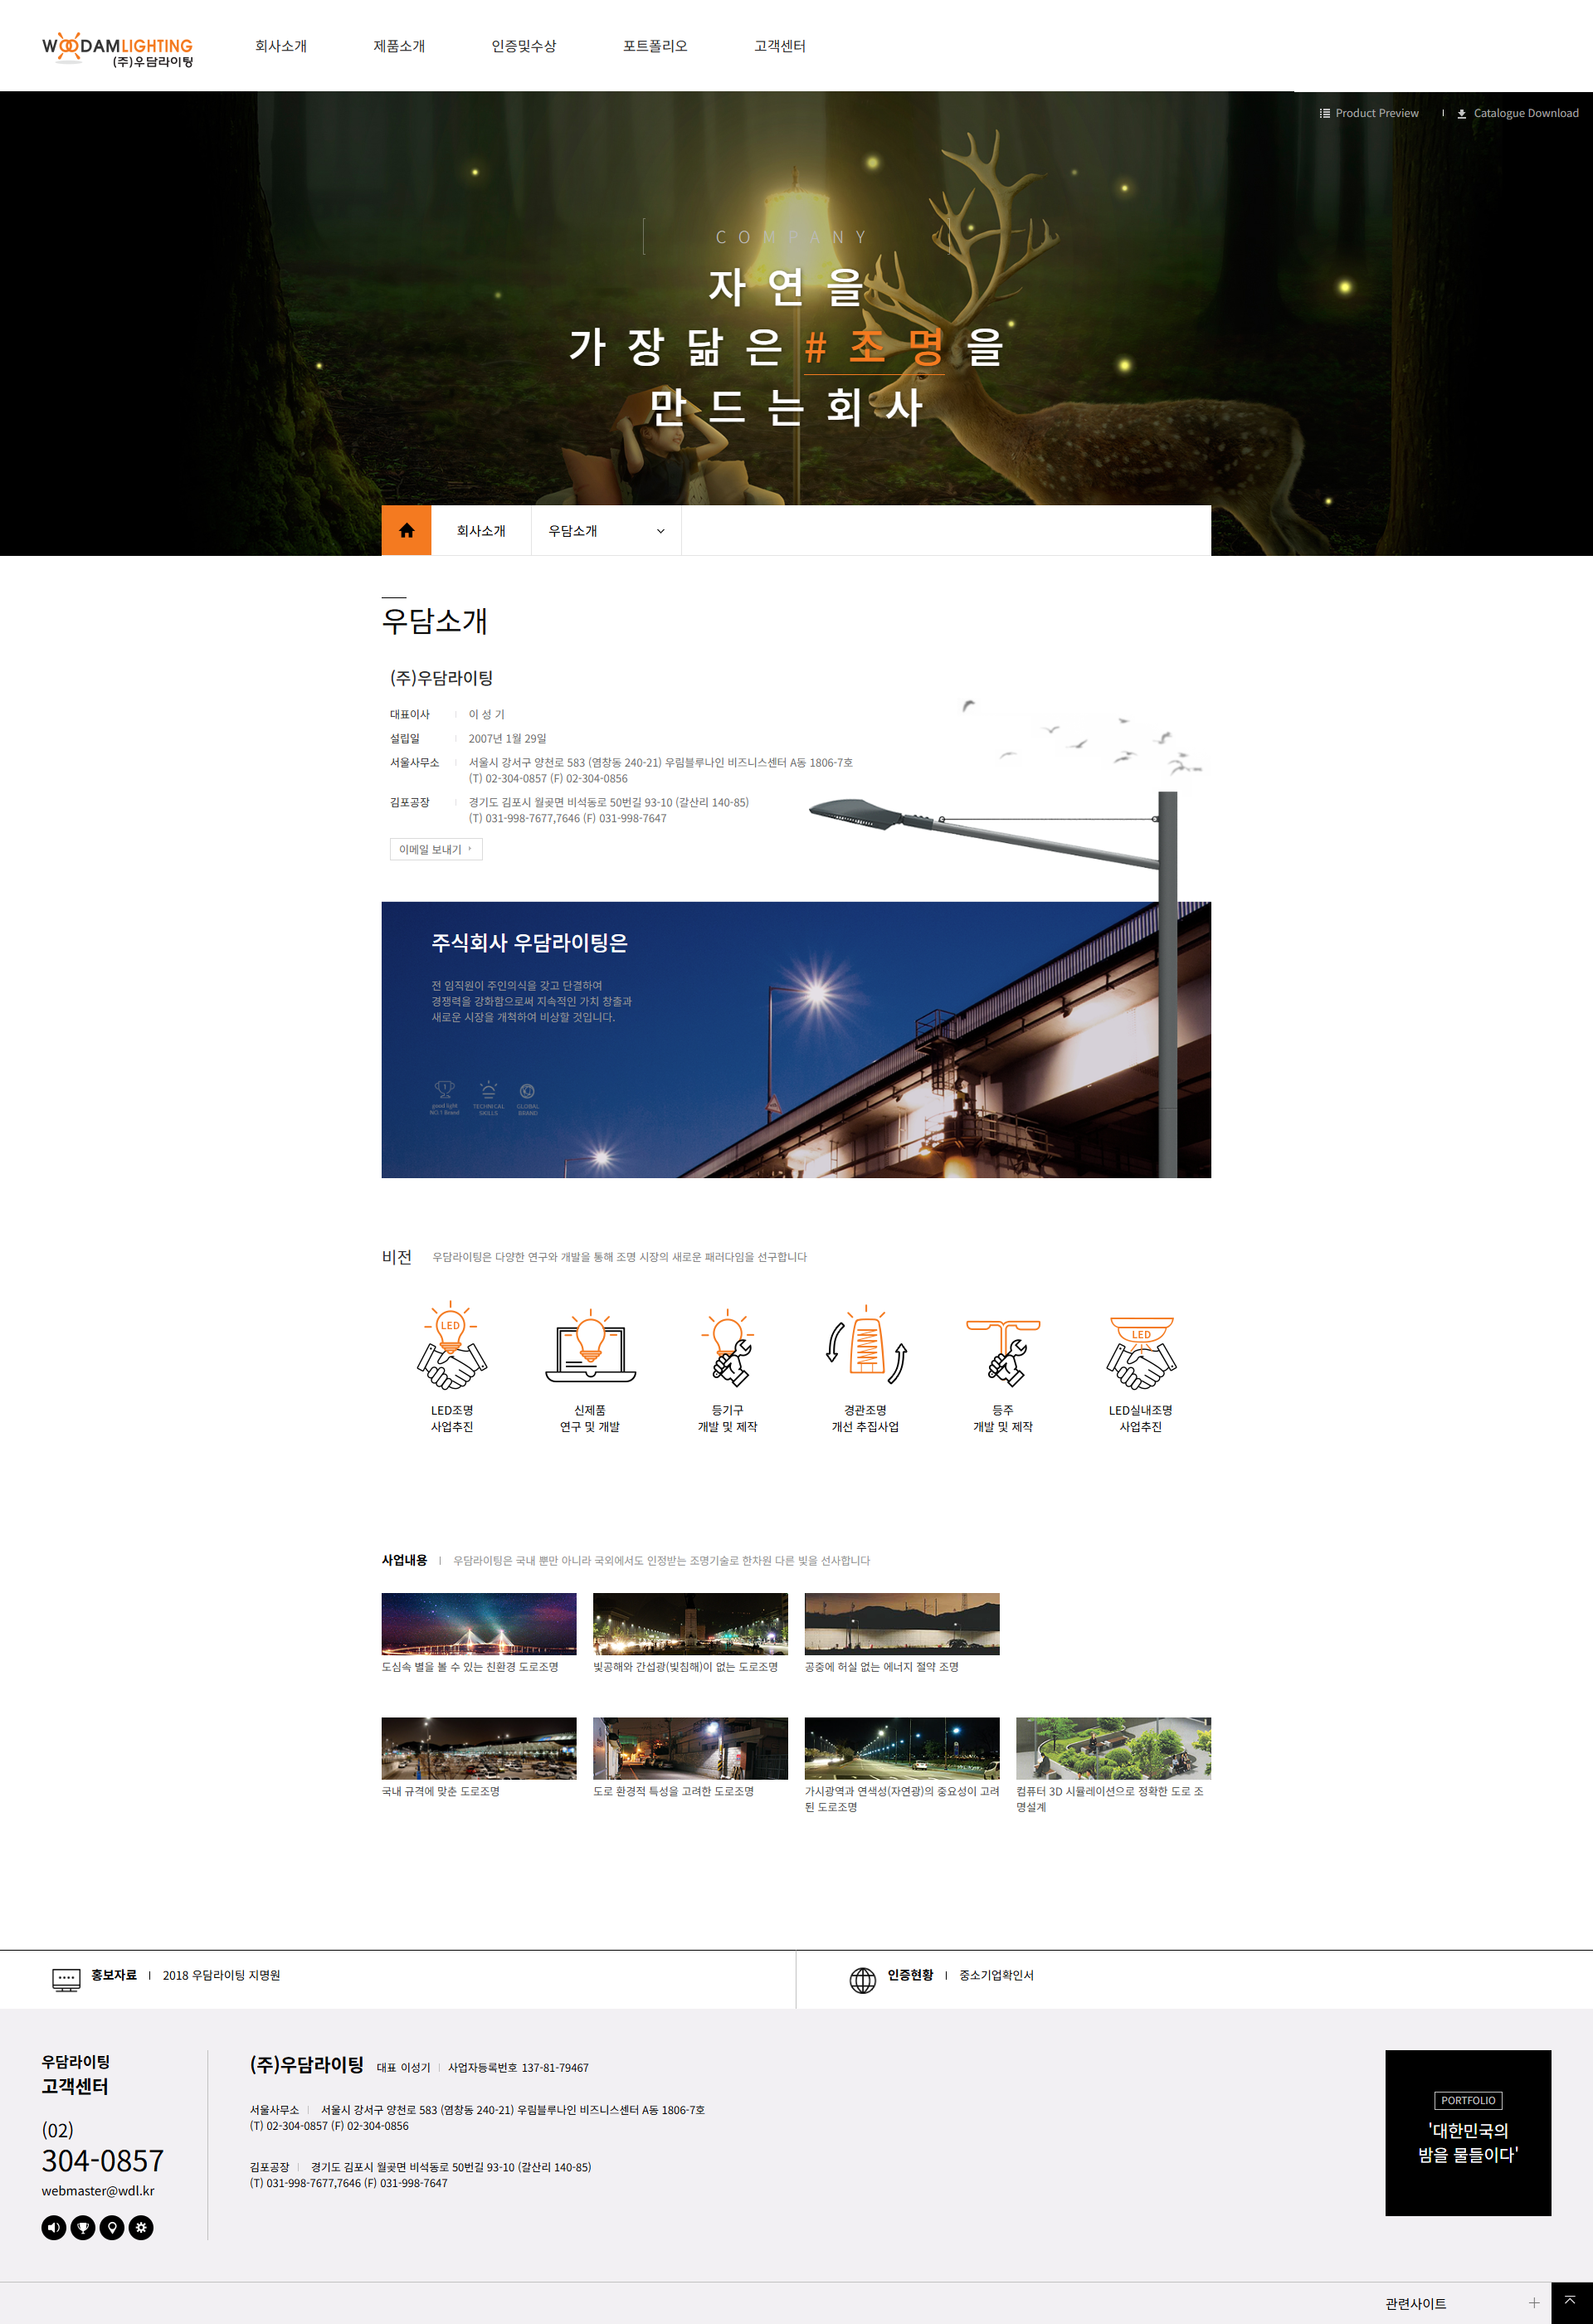 WOODAMLIGHTING
(주)우담라이팅
회사소개
제품소개
인증및수상
포트폴리오
고객센터
Product Preview
Catalogue Download
COMPANY
자연을
가장닮은#조명을
만드는회사
회사소개
우담소개
우담소개
(주)우담라이팅
대표이사 이 성 기
설립일 2007년 1월 29일
서울사무소 서울시 강서구 양천로 583 (염창동 240-21) 우림블루나인 비즈니스센터 A동 1806-7호
(T) 02-304-0857 (F) 02-304-0856
김포공장 경기도 김포시 월곶면 비석동로 50번길 93-10 (갈산리 140-85)
(T) 031-998-7677,7646 (F) 031-998-7647
이메일 보내기
주식회사 우담라이팅은
전 임직원이 주인의식을 갖고 단결하여
경쟁력을 강화함으로써 지속적인 가치 창출과
새로운 시장을 개척하여 비상할 것입니다.
good light
NO.1 Brand
TECHNICAL
SKILLS
GLOBAL
BRAND
비전 우담라이팅은 다양한 연구와 개발을 통해 조명 시장의 새로운 패러다임을 선구합니다
LED
LED
LED조명
사업추진
신제품
연구 및 개발
등기구
개발 및 제작
경관조명
개선 추집사업
등주
개발 및 제작
LED실내조명
사업추진
사업내용 우담라이팅은 국내 뿐만 아니라 국외에서도 인정받는 조명기술로 한차원 다른 빛을 선사합니다
도심속 별을 볼 수 있는 친환경 도로조명
빛공해와 간섭광(빛침해)이 없는 도로조명
공중에 허실 없는 에너지 절약 조명
국내 규격에 맞춘 도로조명
도로 환경적 특성을 고려한 도로조명
가시광역과 연색성(자연광)의 중요성이 고려
된 도로조명
컴퓨터 3D 시뮬레이션으로 정확한 도로 조
명설계
홍보자료 2018 우담라이팅 지명원
인증현황 중소기업확인서
우담라이팅
고객센터
(02)
304-0857
webmaster@wdl.kr
(주)우담라이팅 대표 이성기 사업자등록번호 137-81-79467
서울사무소 서울시 강서구 양천로 583 (염창동 240-21) 우림블루나인 비즈니스센터 A동 1806-7호
(T) 02-304-0857 (F) 02-304-0856
김포공장 경기도 김포시 월곶면 비석동로 50번길 93-10 (갈산리 140-85)
(T) 031-998-7677,7646 (F) 031-998-7647
PORTFOLIO
'대한민국의
밤을 물들이다'
관련사이트